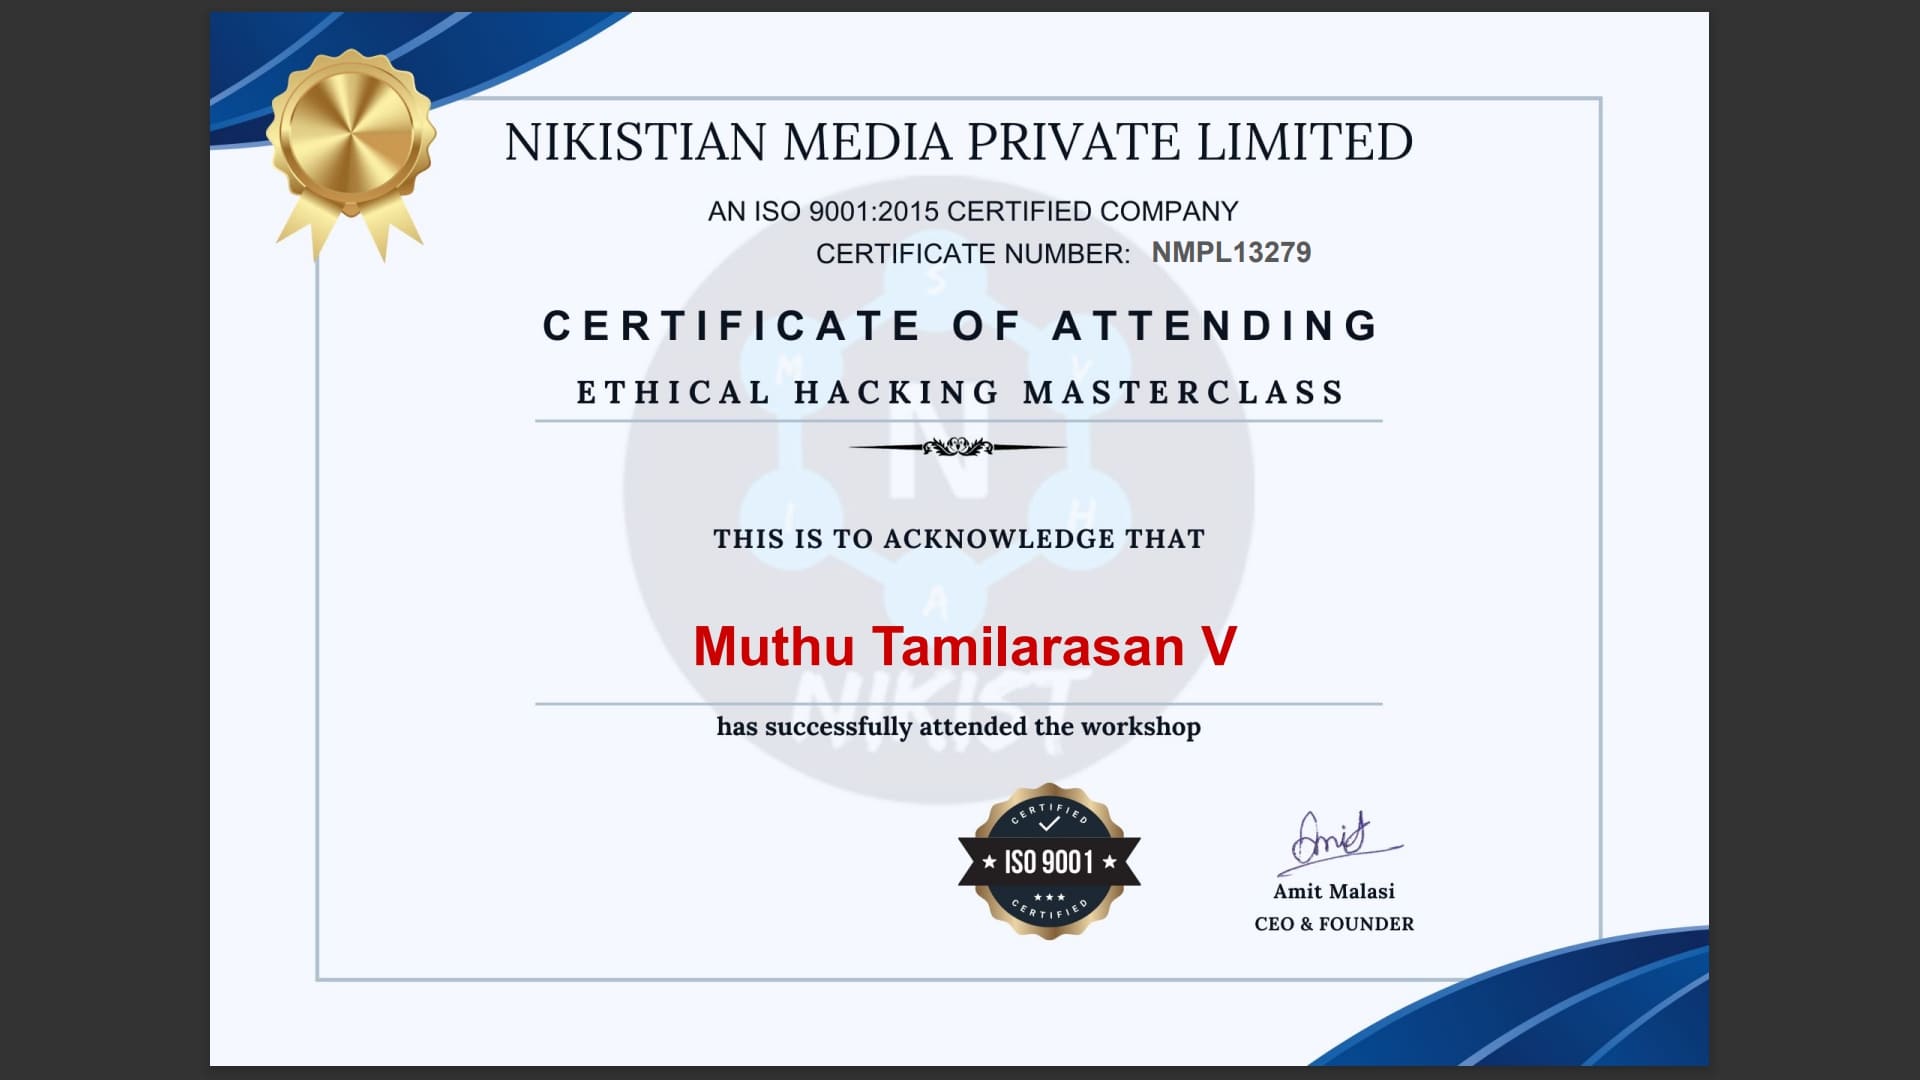 NIKISTIAN MEDIA PRIVATE LIMITED
AN ISO 9001:2015 CERTIFIED COMPANY
CERTIFICATE NUMBER: NMPL13279
CERTIFICATE OF ATTENDING
ETHICAL HACKING MASTERCLASS
S
M V
N
I H
A
THIS IS TO ACKNOWLEDGE THAT
Muthu Tamilarasan V
NIKIST
has successfully attended the workshop
CERTIFIED
ISO 9001
CERTIFIED
Amit
Amit Malasi
CEO & FOUNDER